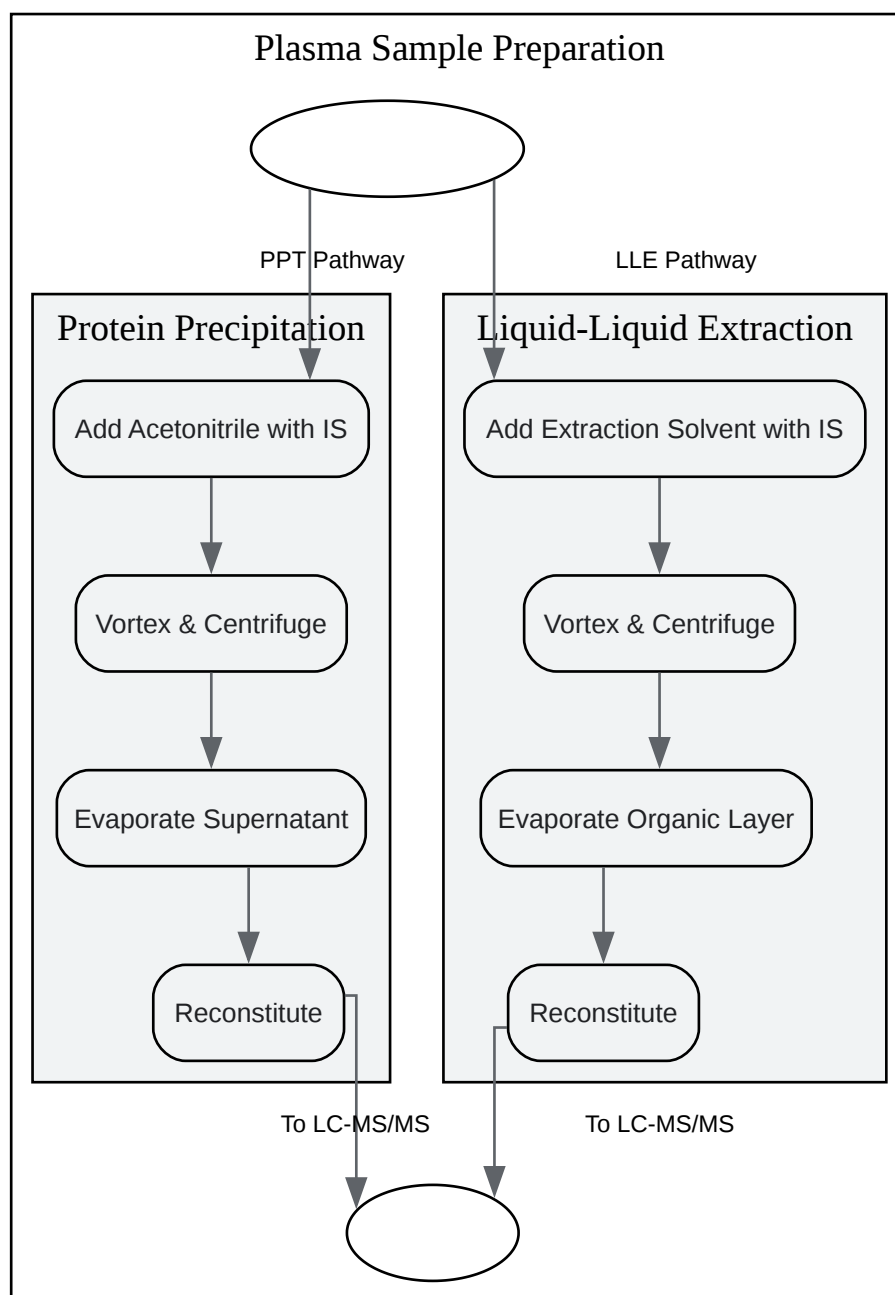 Plasma Sample Preparation
PPT Pathway
LLE Pathway
Protein Precipitation
Liquid-Liquid Extraction
Add Acetonitrile with IS
Add Extraction Solvent with IS
Vortex & Centrifuge
Vortex & Centrifuge
Evaporate Supernatant
Evaporate Organic Layer
Reconstitute
Reconstitute
To LC-MS/MS
To LC-MS/MS